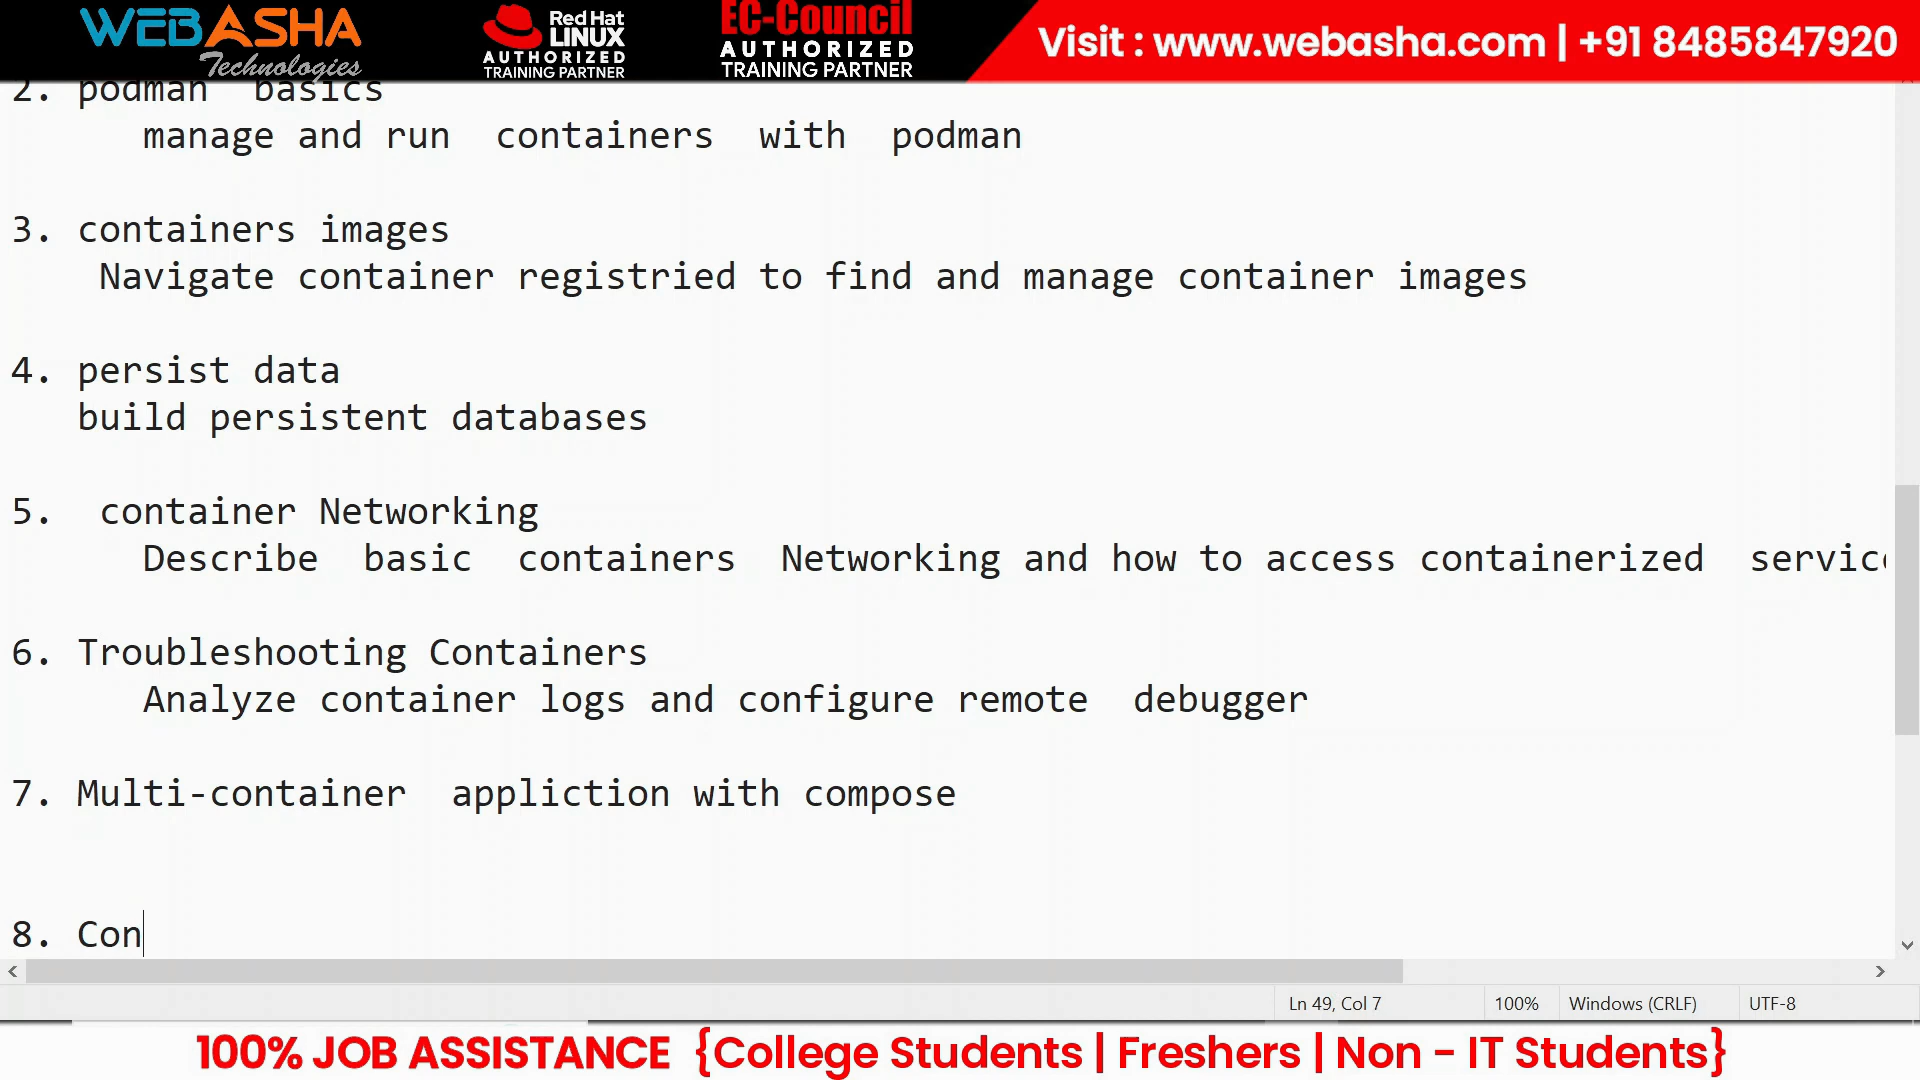 WEBASHA
Technologies
Red Hat
LINUX
AUTHORIZED
TRAINING PARTNER
EC-Council
AUTHORIZED
TRAINING PARTNER
Visit : www.webasha.com | +91 8485847920
2. podman basics
manage and run containers with podman
3. containers images
Navigate container registried to find and manage container images
4. persist data
build persistent databases
5. container Networking
Describe basic containers Networking and how to access containerized servic
6. Troubleshooting Containers
Analyze container logs and configure remote debugger
7. Multi-container appliction with compose
8. Con
Ln 49, Col 7
100%
Windows (CRLF)
UTF-8
100% JOB ASSISTANCE {College Students | Freshers | Non - IT Students}